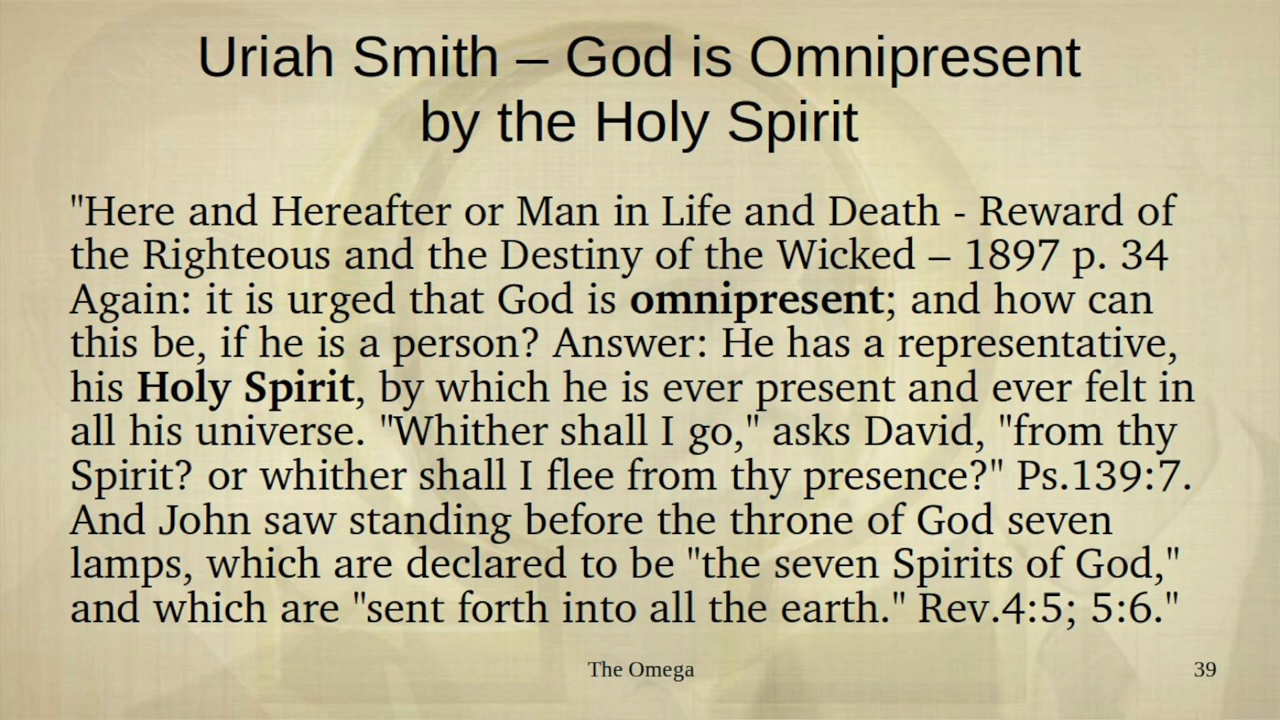 Uriah Smith – God is Omnipresent
by the Holy Spirit
"Here and Hereafter or Man in Life and Death - Reward of
the Righteous and the Destiny of the Wicked – 1897 p. 34
Again: it is urged that God is omnipresent; and how can
this be, if he is a person? Answer: He has a representative,
his Holy Spirit, by which he is ever present and ever felt in
all his universe. "Whither shall I go," asks David, "from thy
Spirit? or whither shall I flee from thy presence?" Ps.139:7.
And John saw standing before the throne of God seven
lamps, which are declared to be "the seven Spirits of God,"
and which are "sent forth into all the earth." Rev.4:5; 5:6."
The Omega
39